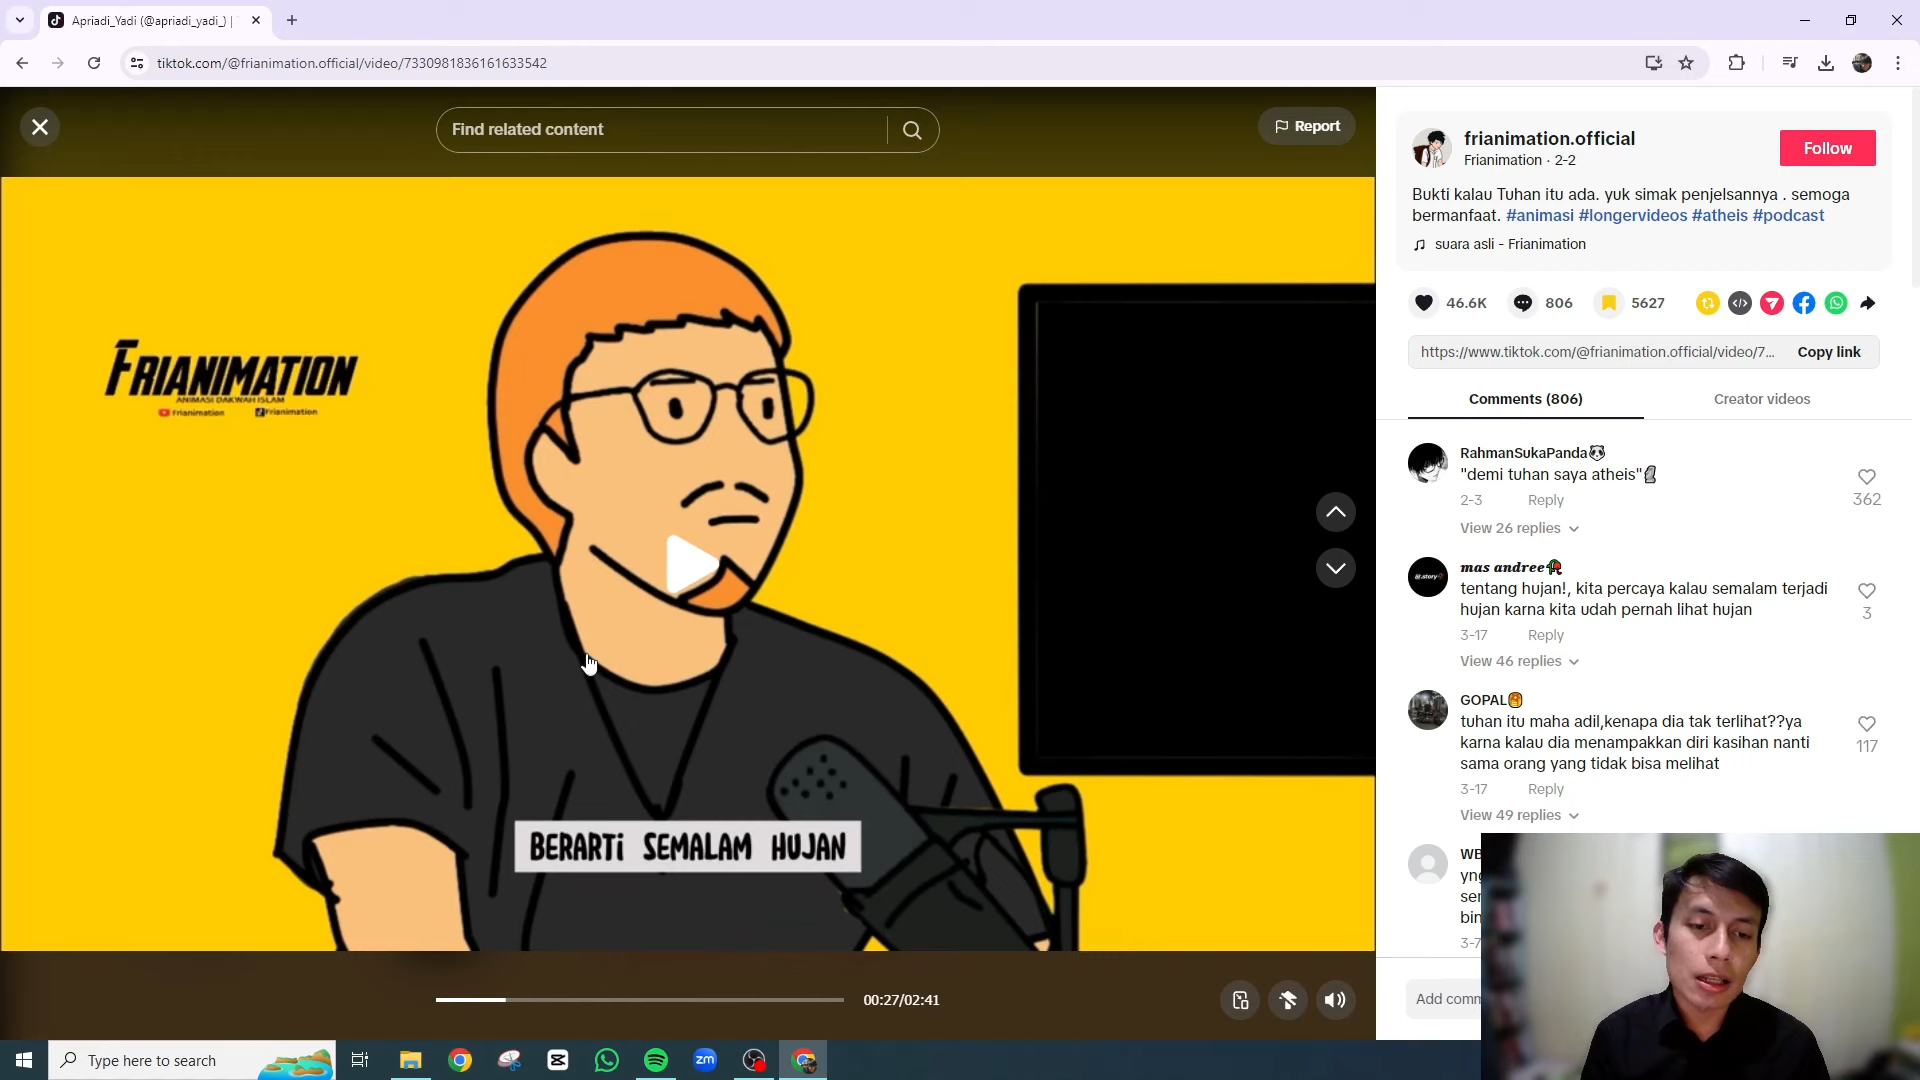 Apriadi_Yadi (@apriadi_yadi_) |
tiktok.com/@frianimation.official/video/7330981836161633542
Find related content
Report
FRIANIMATION
ANIMASI DAKWAH ISLAM
Frianimation
Frianimation
BERARTI SEMALAM HUJAN
00:27/02:41
frianimation.official
Frianimation · 2-2
Follow
Bukti kalau Tuhan itu ada. yuk simak penjelsannya . semoga
bermanfaat. #animasi #longervideos #atheis #podcast
suara asli - Frianimation
46.6K
806
5627
https://www.tiktok.com/@frianimation.official/video/7...
Copy link
Comments (806)
Creator videos
RahmanSukaPanda🐼
"demi tuhan saya atheis"🗿
362
2-3
Reply
View 26 replies
mas andree
tentang hujan!, kita percaya kalau semalam terjadi
hujan karna kita udah pernah lihat hujan
3
3-17
Reply
View 46 replies
GOPAL
tuhan itu maha adil,kenapa dia tak terlihat??ya
karna kalau dia menampakkan diri kasihan nanti
sama orang yang tidak bisa melihat
117
3-17
Reply
View 49 replies
Type here to search
zm